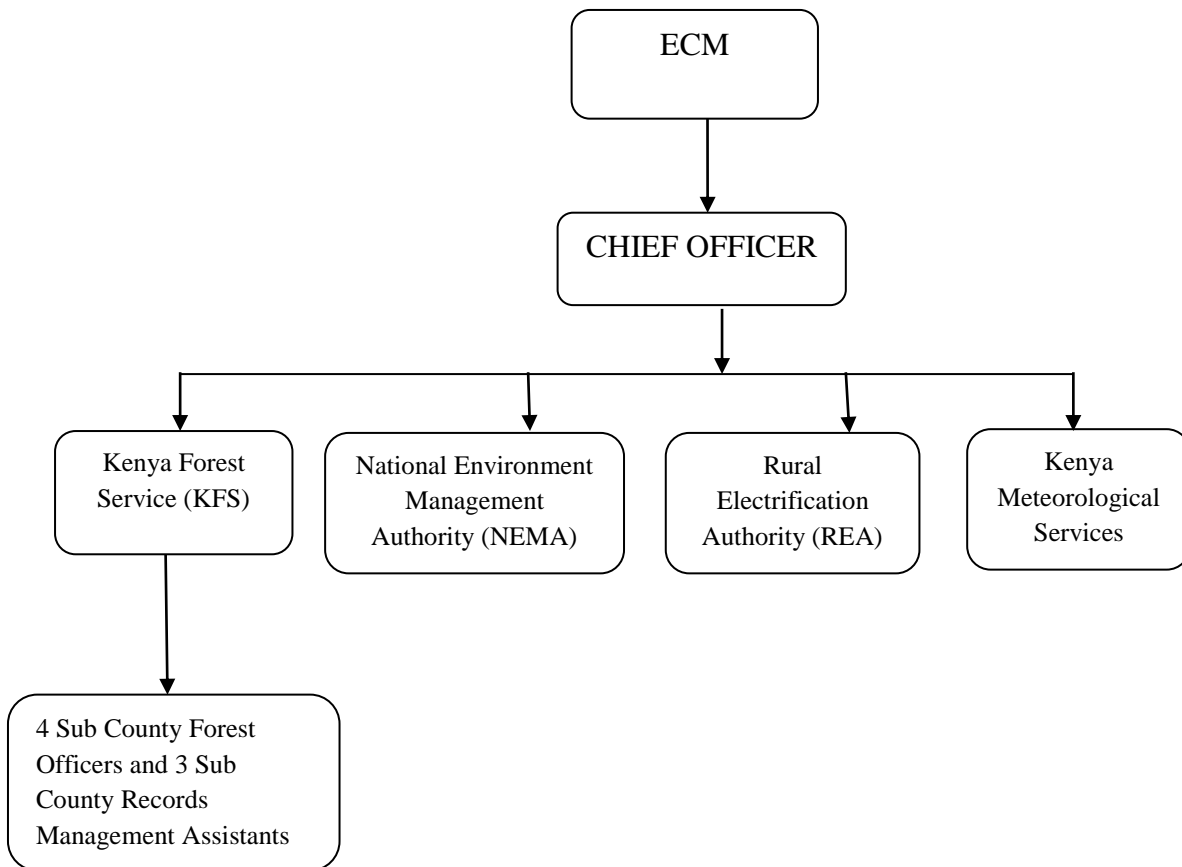 ECM
CHIEF OFFICER
Kenya Forest
Service (KFS)
National Environment
Management
Authority (NEMA)
Rural
Electrification
Authority (REA)
Kenya
Meteorological
Services
4 Sub County Forest
Officers and 3 Sub
County Records
Management Assistants